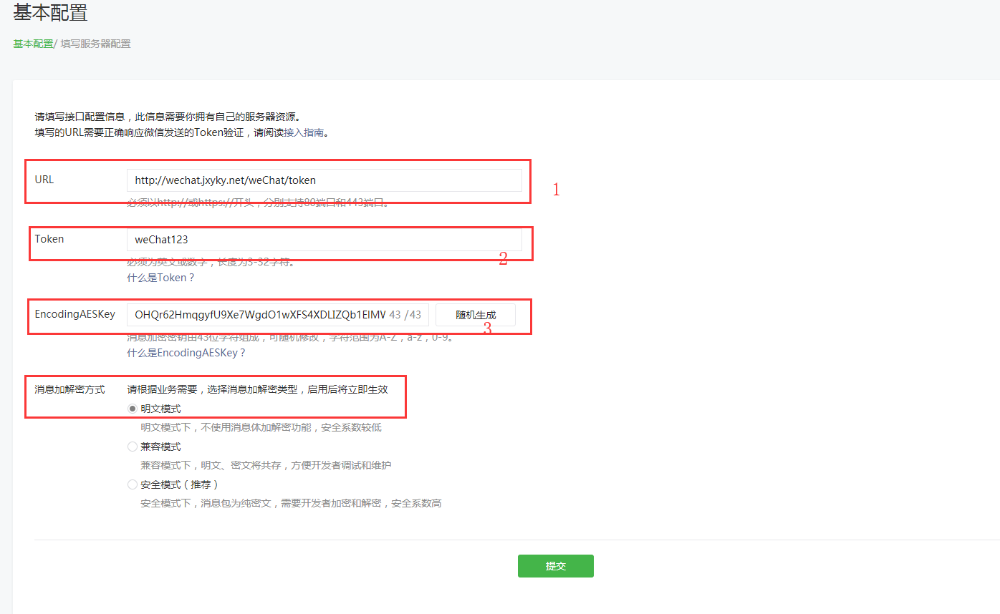 基本配置
基本配置/ 填写服务器配置
请填写接口配置信息，此信息需要你拥有自己的服务器资源。
填写的URL需要正确响应微信发送的Token验证，请阅读接入指南。
URL
http://wechat.jxyky.net/weChat/token
1
必须以http://或https://开头，分别支持80端口和443端口。
Token
weChat123
2
必须为英文或数字，长度为3-32字符。
什么是Token？
EncodingAESKey
OHQr62HmqgyfU9Xe7WgdO1wXFS4XDLIZQb1EIMV 43 /43
随机生成
3
消息加密密钥由43位字符组成，可随机修改，字符范围为A-Z，a-z，0-9。
什么是EncodingAESKey？
消息加解密方式
请根据业务需要，选择消息加解密类型，启用后将立即生效
明文模式
明文模式下，不使用消息体加解密功能，安全系数较低
兼容模式
兼容模式下，明文、密文将共存，方便开发者调试和维护
安全模式（推荐）
安全模式下，消息包为纯密文，需要开发者加密和解密，安全系数高
提交